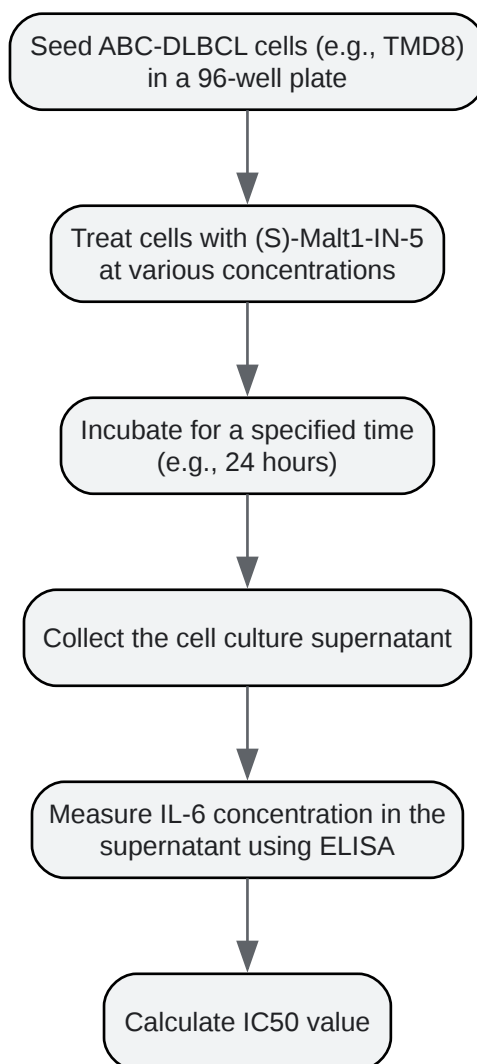 Seed ABC-DLBCL cells (e.g., TMD8)
in a 96-well plate
Treat cells with (S)-Malt1-IN-5
at various concentrations
Incubate for a specified time
(e.g., 24 hours)
Collect the cell culture supernatant
Measure IL-6 concentration in the
supernatant using ELISA
Calculate IC50 value